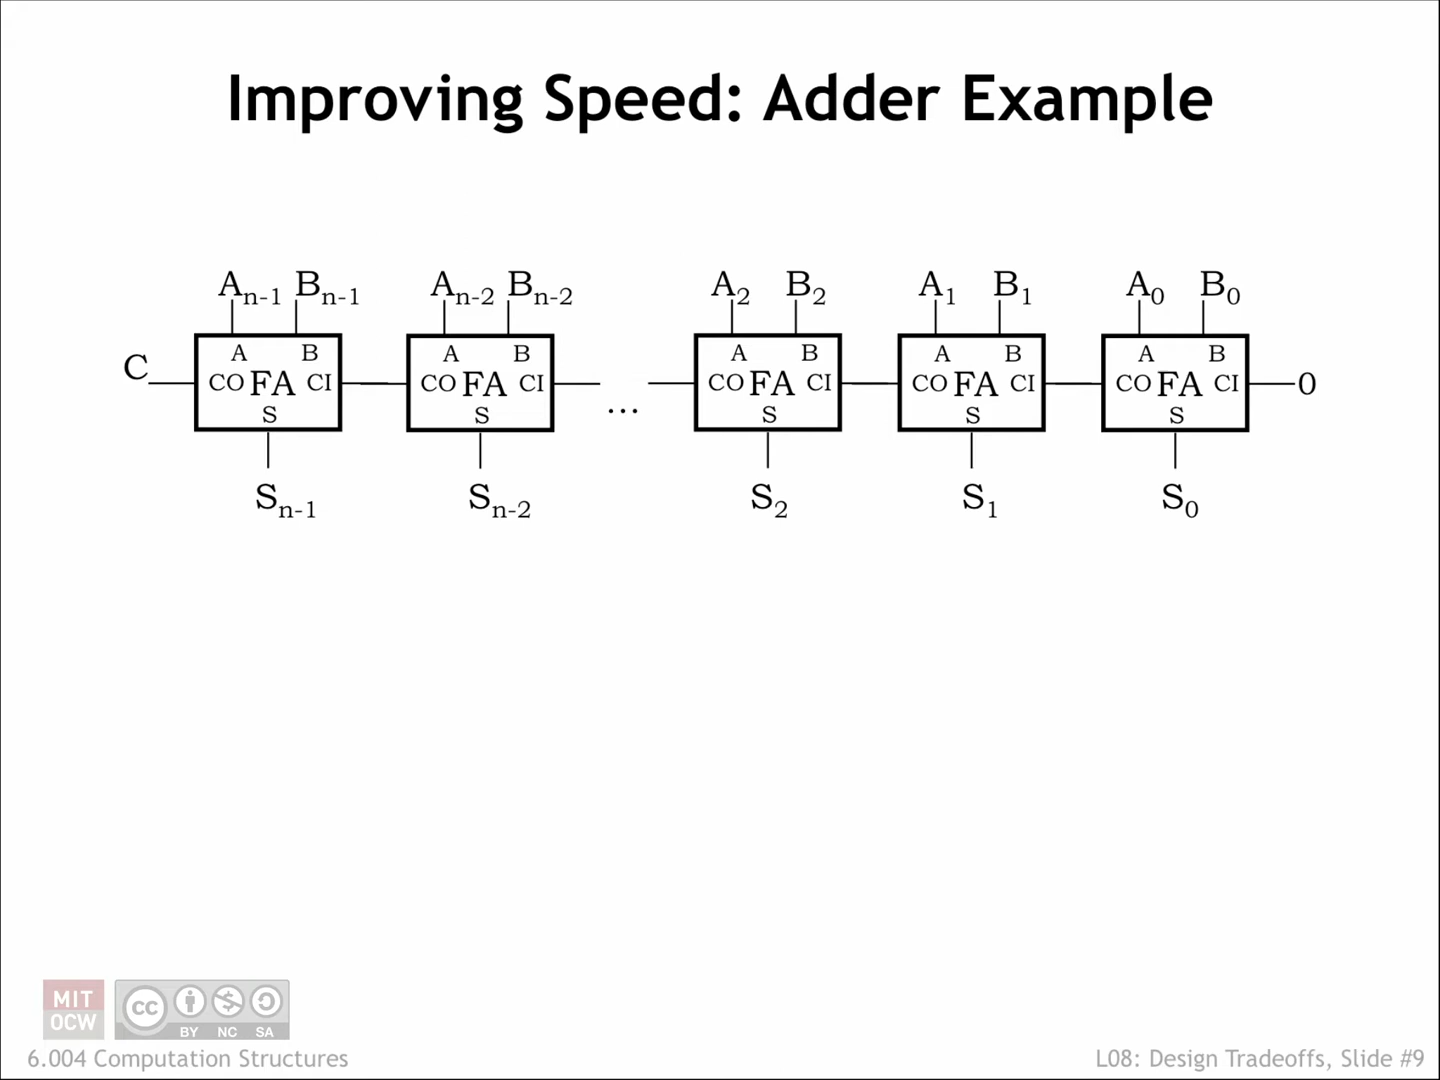 Improving Speed: Adder Example
An-1 Bn-1 An-2 Bn-2 A2 B2 A1 B1 A0 B0
A B A B A B A B A B
C CO FA CI CO FA CI ... CO FA CI CO FA CI CO FA CI 0
S S S S S
Sn-1 Sn-2 S2 S1 S0
MIT
OCW
cc
BY NC SA
6.004 Computation Structures
L08: Design Tradeoffs, Slide #9